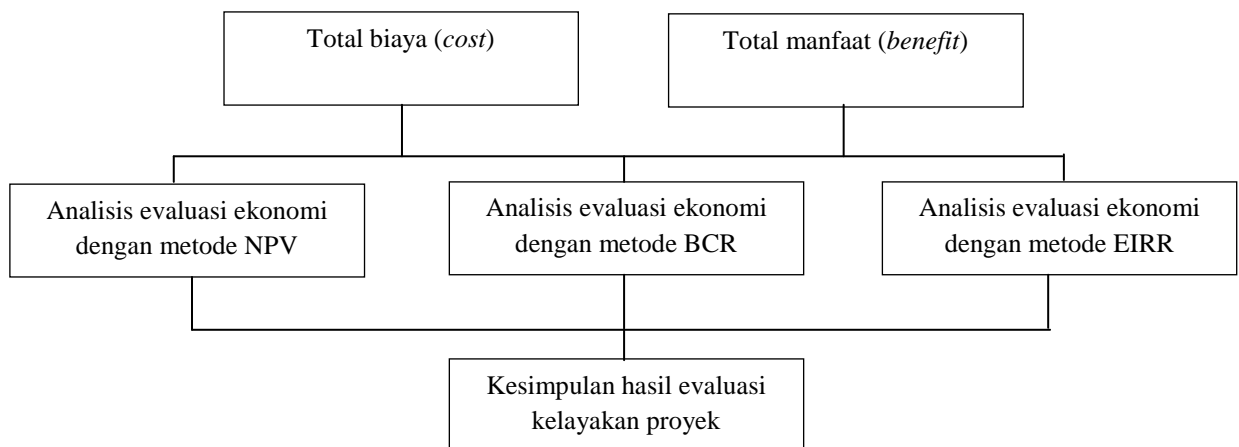 Total biaya (cost)
Total manfaat (benefit)
Analisis evaluasi ekonomi
dengan metode NPV
Analisis evaluasi ekonomi
dengan metode BCR
Analisis evaluasi ekonomi
dengan metode EIRR
Kesimpulan hasil evaluasi
kelayakan proyek